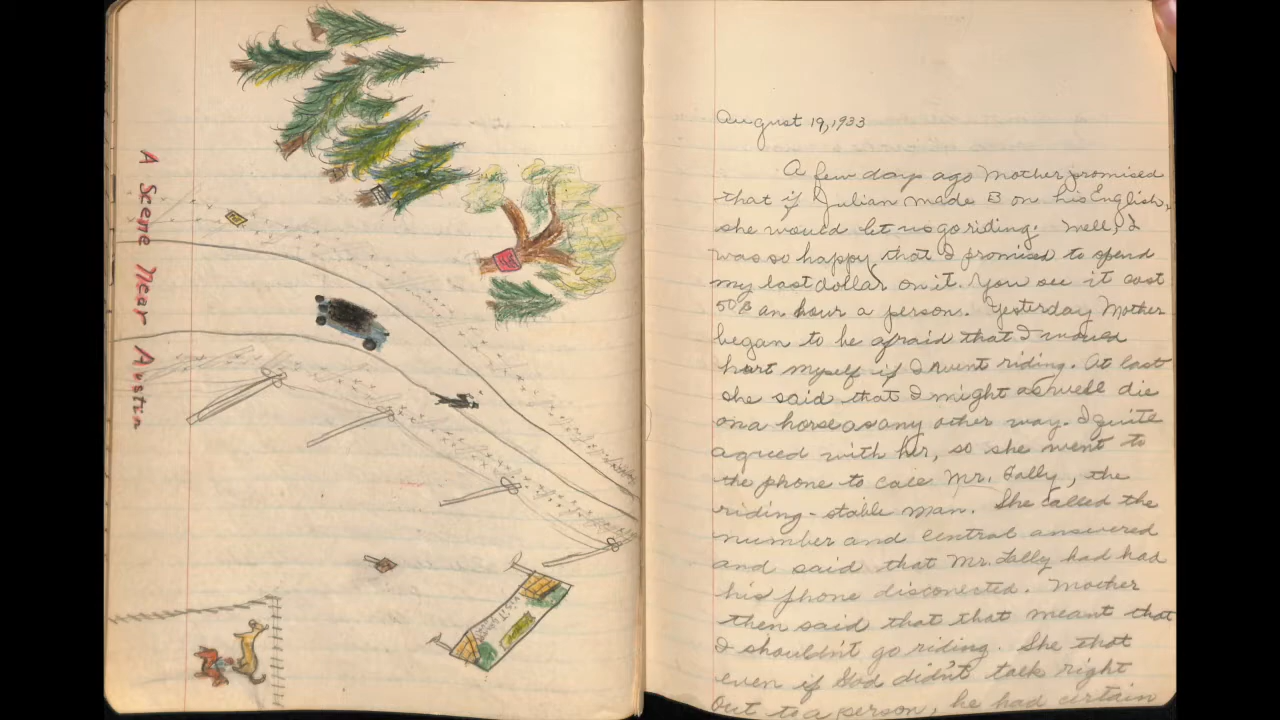 A Scene Near Austin
August 19, 1933
A few days ago Mother promised
that if Julian made B on his English,
she would let us go riding. Well, I
was so happy that I promised to spend
my last dollar on it. You see it cost
50¢ an hour a person. Yesterday Mother
began to be afraid that I would
hurt myself if I went riding. At last
she said that I might as well die
on a horse as any other way. I quite
agreed with her, so she went to
the phone to call Mr. Tally, the
riding-stable man. She called the
number and central answered
and said that Mr. Tally had had
his phone disconected. Mother
then said that that meant that
I shouldn't go riding. She that
even if God didn't talk right
out to a person, he had certain